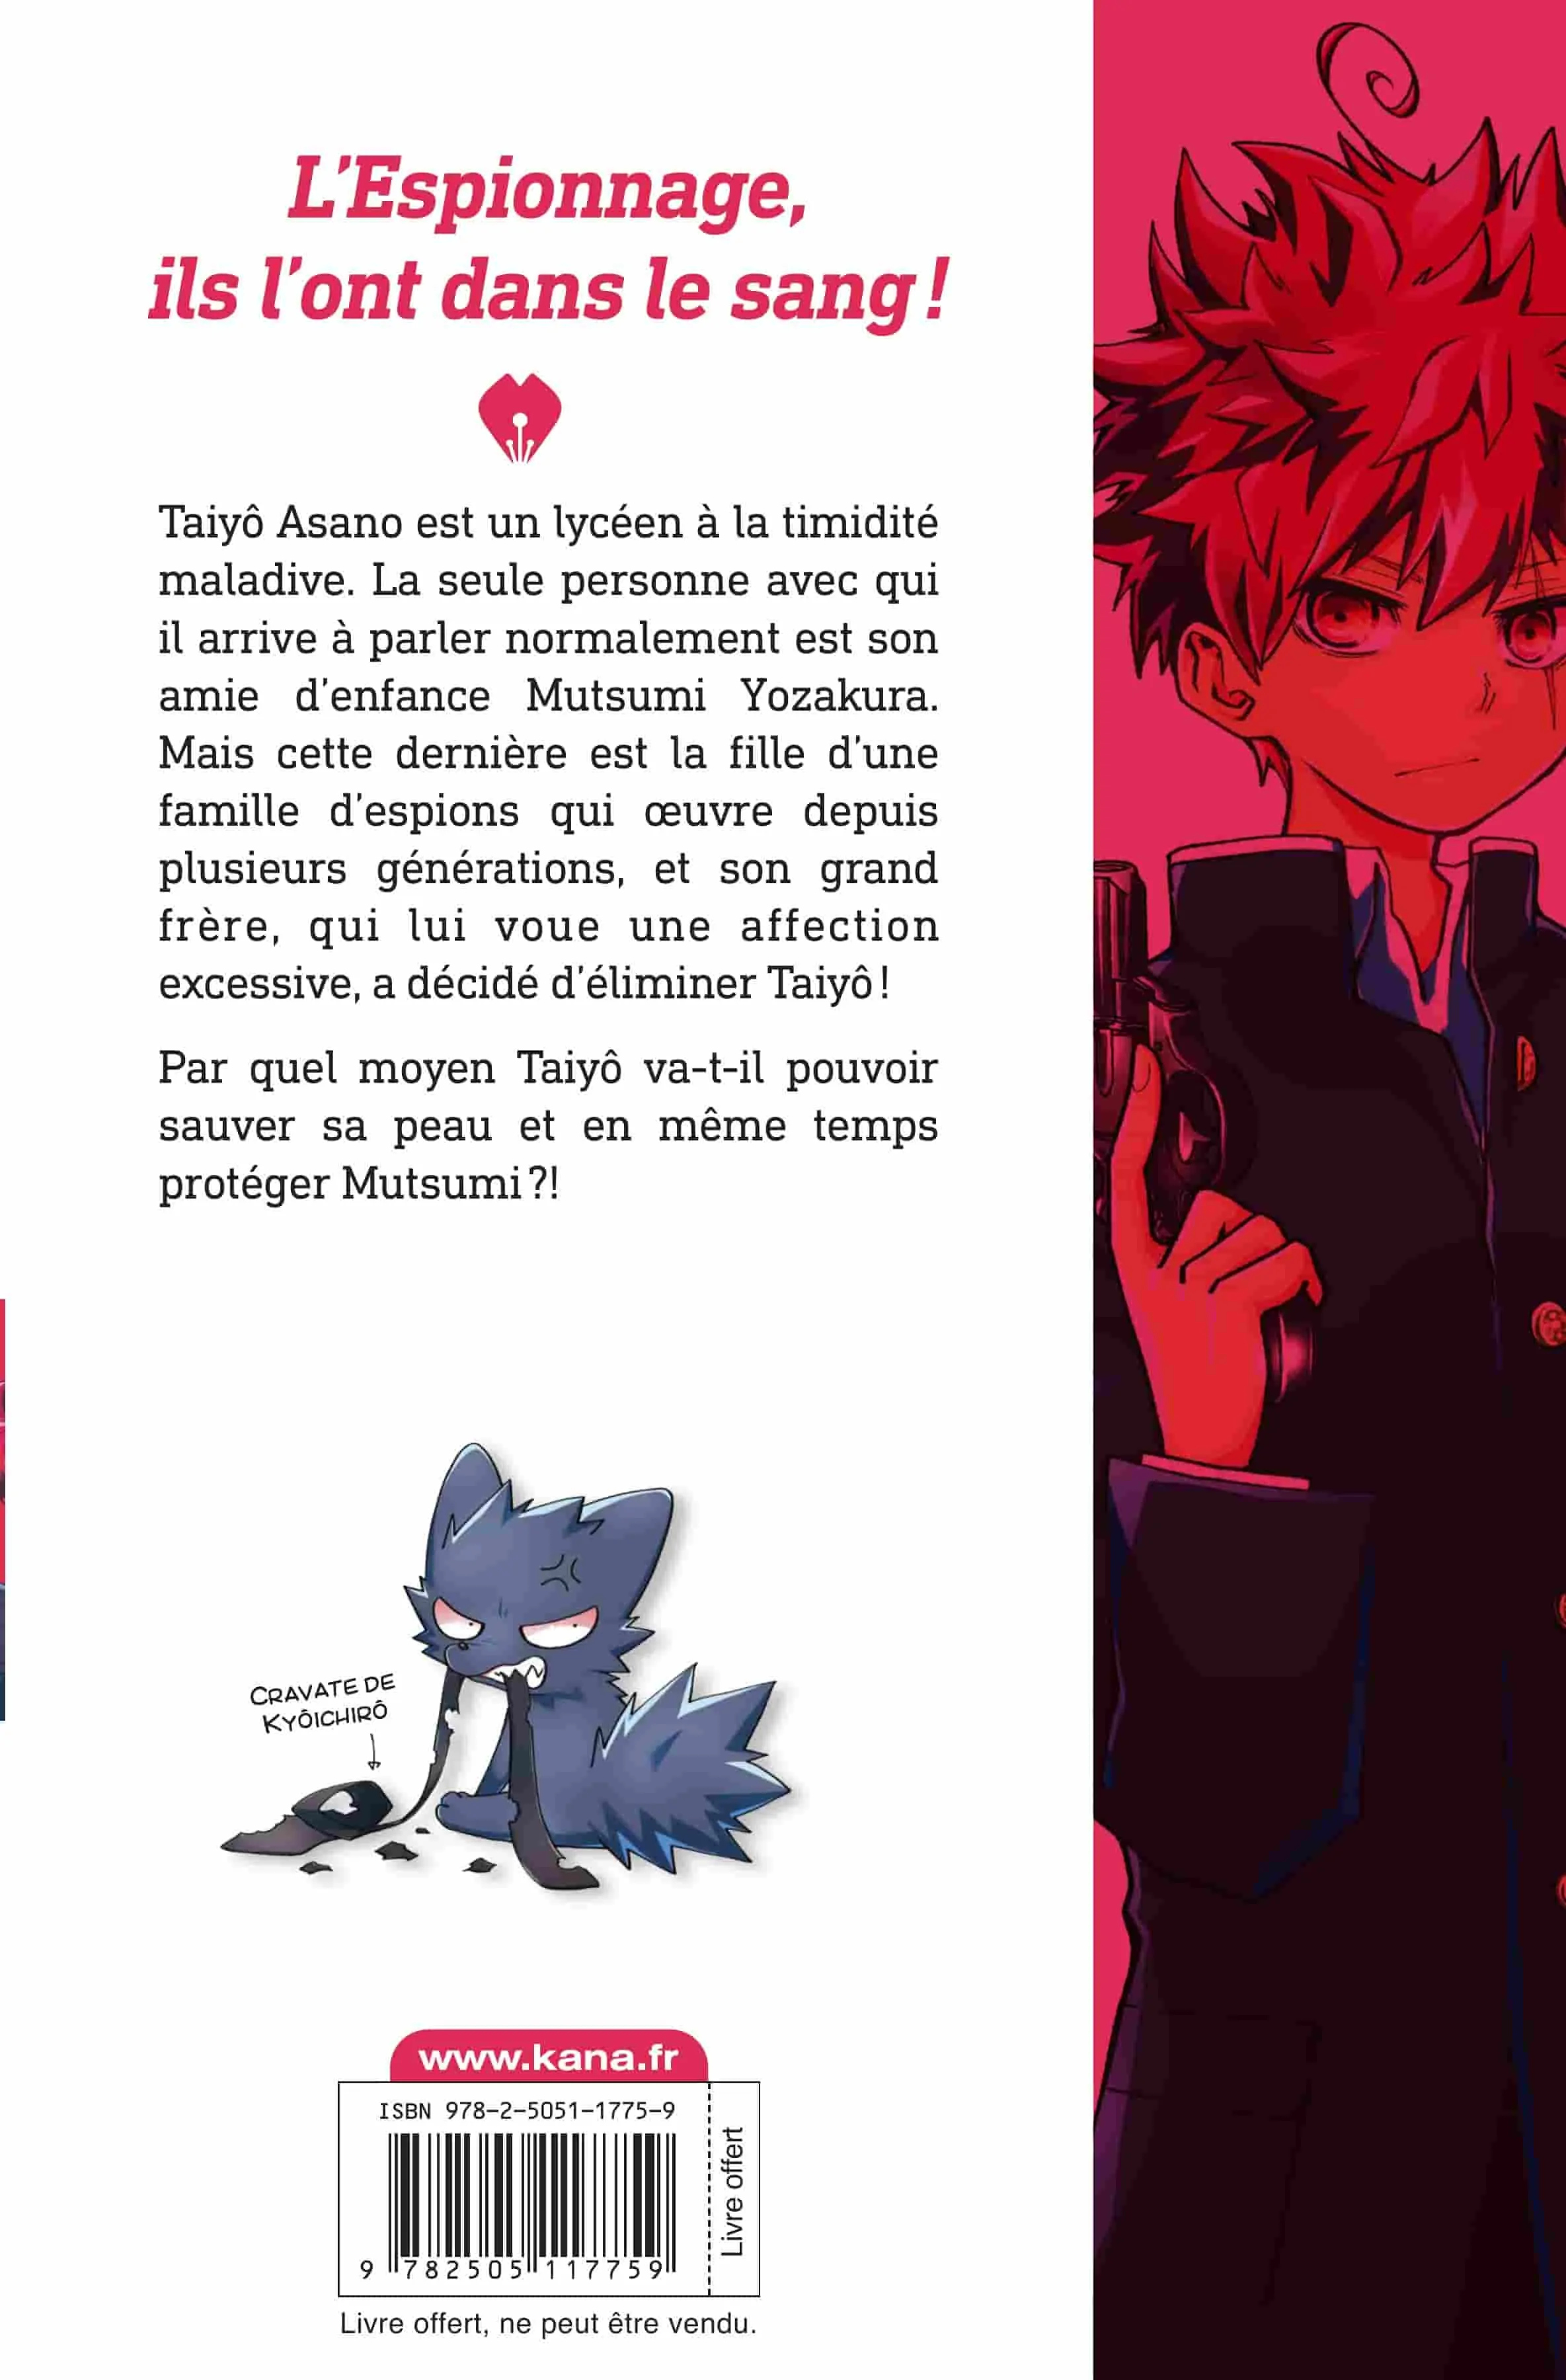 L'Espionnage,
ils l'ont dans le sang !
Taiyô Asano est un lycéen à la timidité
maladive. La seule personne avec qui
il arrive à parler normalement est son
amie d'enfance Mutsumi Yozakura.
Mais cette dernière est la fille d'une
famille d'espions qui œuvre depuis
plusieurs générations, et son grand
frère, qui lui voue une affection
excessive, a décidé d'éliminer Taiyô !
Par quel moyen Taiyô va-t-il pouvoir
sauver sa peau et en même temps
protéger Mutsumi ?!
CRAVATE DE
KYÔICHIRÔ
www.kana.fr
ISBN 978-2-5051-1775-9
9 782505 117759
Livre offert
Livre offert, ne peut être vendu.